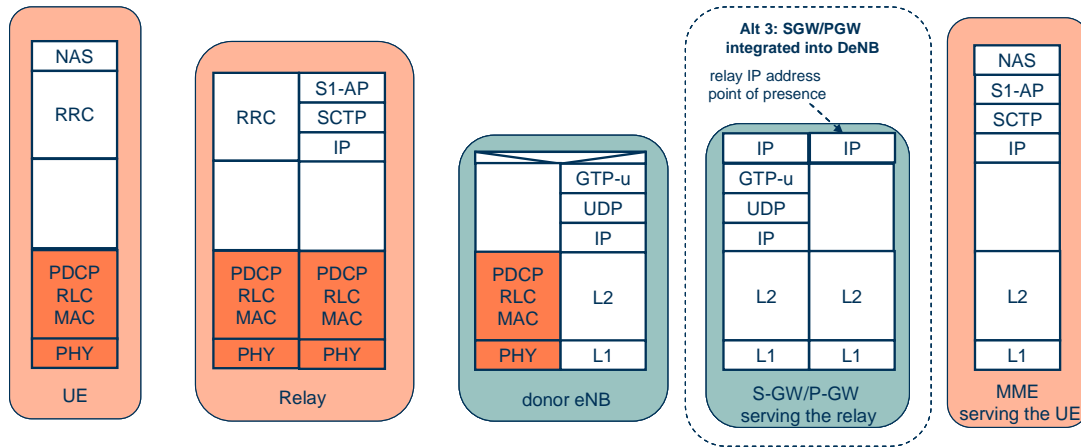 NAS
RRC
PDCP
RLC
MAC
PHY
UE
RRC
S1-AP
SCTP
IP
PDCP
RLC
MAC
PDCP
RLC
MAC
PHY
PHY
Relay
GTP-u
UDP
IP
PDCP
RLC
MAC
L2
PHY
L1
donor eNB
Alt 3: SGW/PGW
integrated into DeNB
relay IP address
point of presence
IP
IP
GTP-u
UDP
IP
L2
L2
L1
L1
S-GW/P-GW
serving the relay
NAS
S1-AP
SCTP
IP
L2
L1
MME
serving the UE